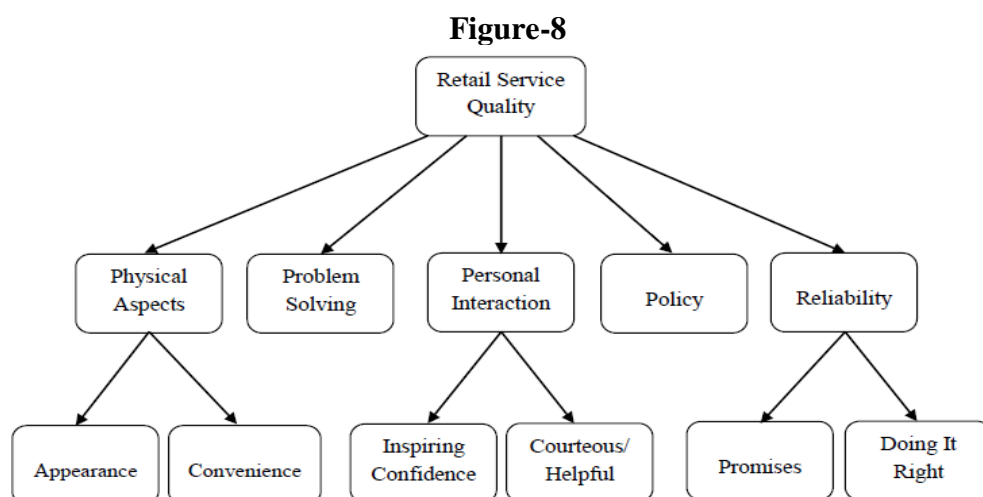 Figure-8
Retail Service
Quality
Physical
Aspects
Problem
Solving
Personal
Interaction
Policy
Reliability
Appearance
Convenience
Inspiring
Confidence
Courteous/
Helpful
Promises
Doing It
Right